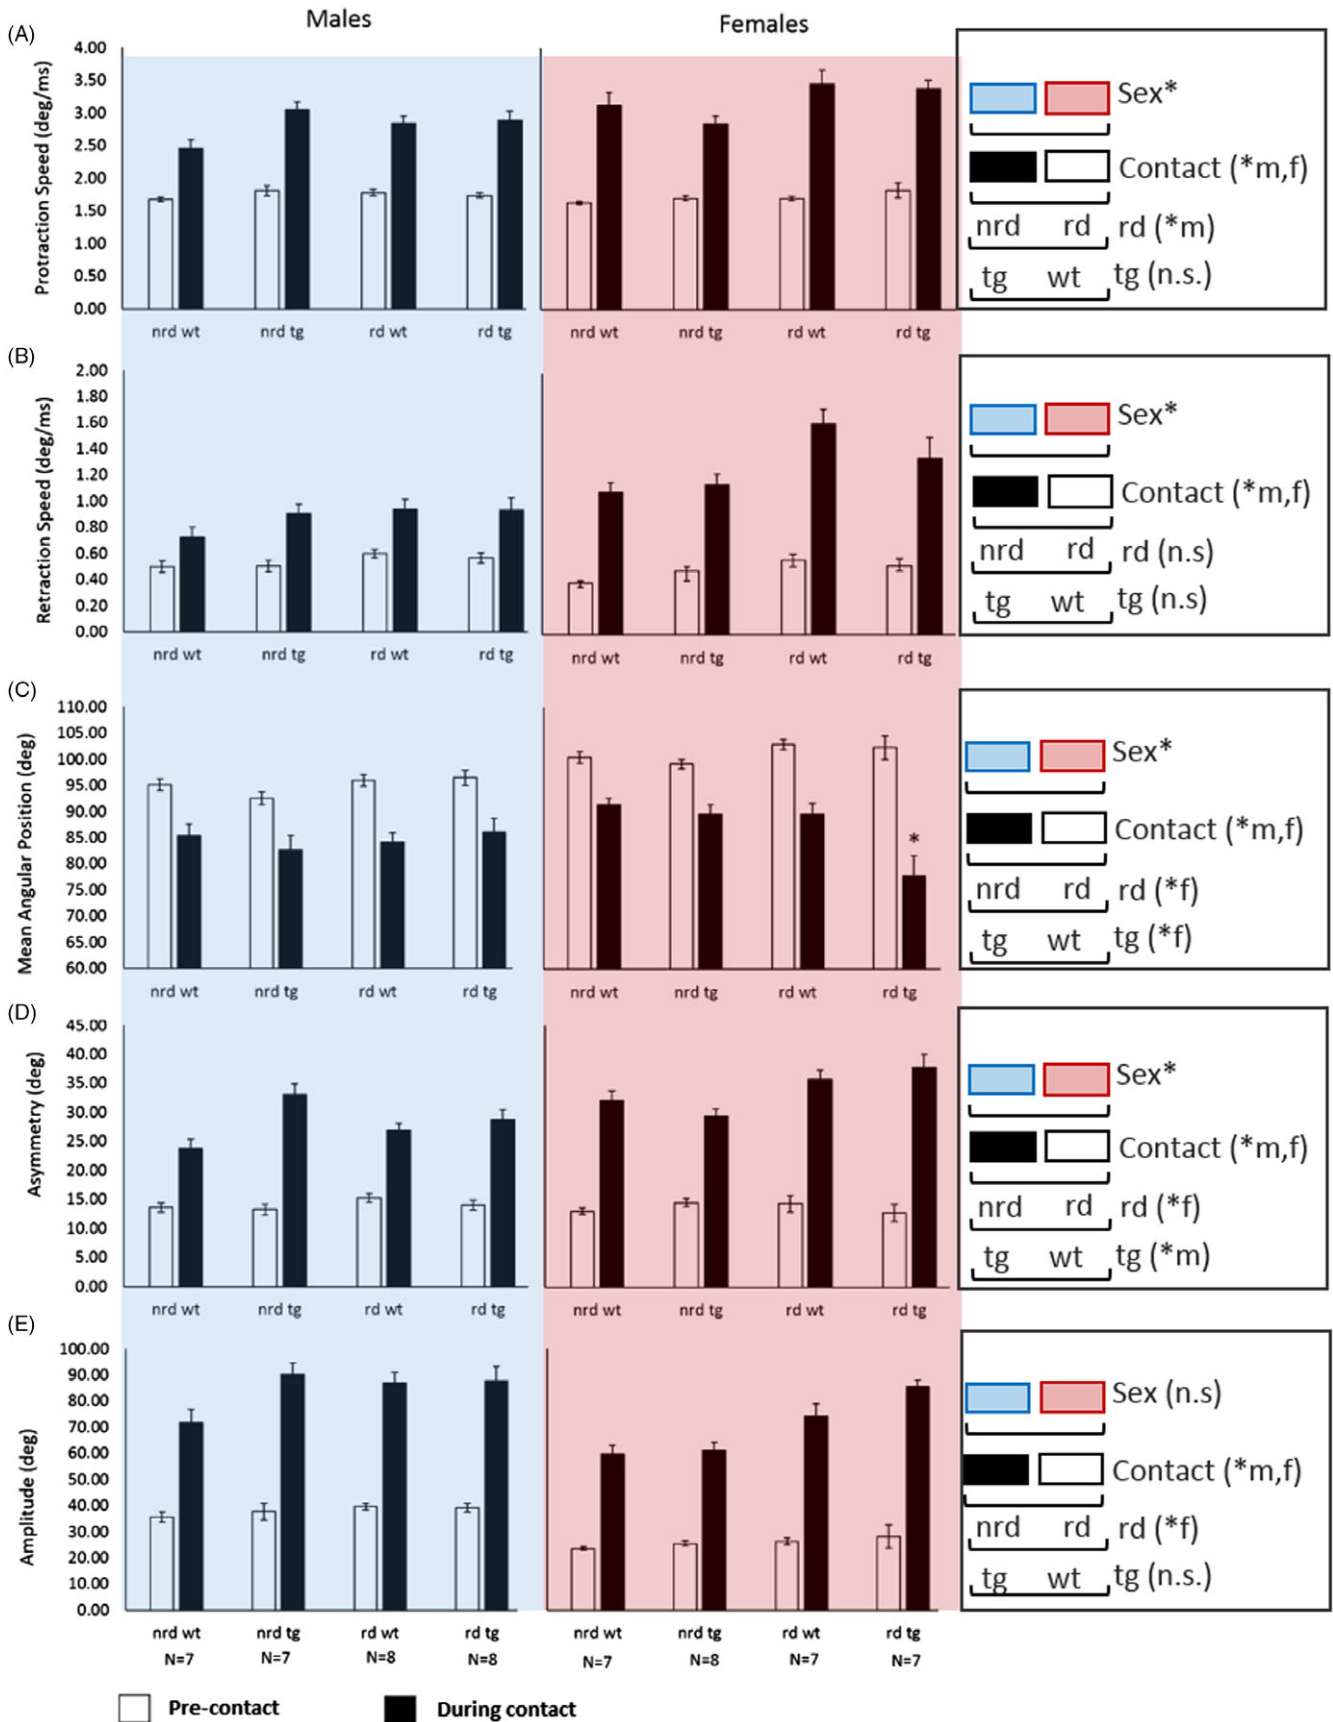 Males
Females
(A)
Protraction Speed (deg/ms)
4.00
3.50
3.00
2.50
2.00
1.50
1.00
0.50
0.00
nrd wt nrd tg rd wt rd tg
nrd wt nrd tg rd wt rd tg
Sex*
Contact (*m,f)
nrd rd rd (*m)
tg wt tg (n.s.)
(B)
Retraction Speed (deg/ms)
2.00
1.80
1.60
1.40
1.20
1.00
0.80
0.60
0.40
0.20
0.00
nrd wt nrd tg rd wt rd tg
nrd wt nrd tg rd wt rd tg
Sex*
Contact (*m,f)
nrd rd rd (n.s)
tg wt tg (n.s)
(C)
Mean Angular Position (deg)
110.00
105.00
100.00
95.00
90.00
85.00
80.00
75.00
70.00
65.00
60.00
*
nrd wt nrd tg rd wt rd tg
nrd wt nrd tg rd wt rd tg
Sex*
Contact (*m,f)
nrd rd rd (*f)
tg wt tg (*f)
(D)
Asymmetry (deg)
45.00
40.00
35.00
30.00
25.00
20.00
15.00
10.00
5.00
0.00
nrd wt nrd tg rd wt rd tg
nrd wt nrd tg rd wt rd tg
Sex*
Contact (*m,f)
nrd rd rd (*f)
tg wt tg (*m)
(E)
Amplitude (deg)
100.00
90.00
80.00
70.00
60.00
50.00
40.00
30.00
20.00
10.00
0.00
nrd wt nrd tg rd wt rd tg
N=7 N=7 N=8 N=8
nrd wt nrd tg rd wt rd tg
N=7 N=8 N=7 N=7
Sex (n.s)
Contact (*m,f)
nrd rd rd (*f)
tg wt tg (n.s.)
Pre-contact
During contact